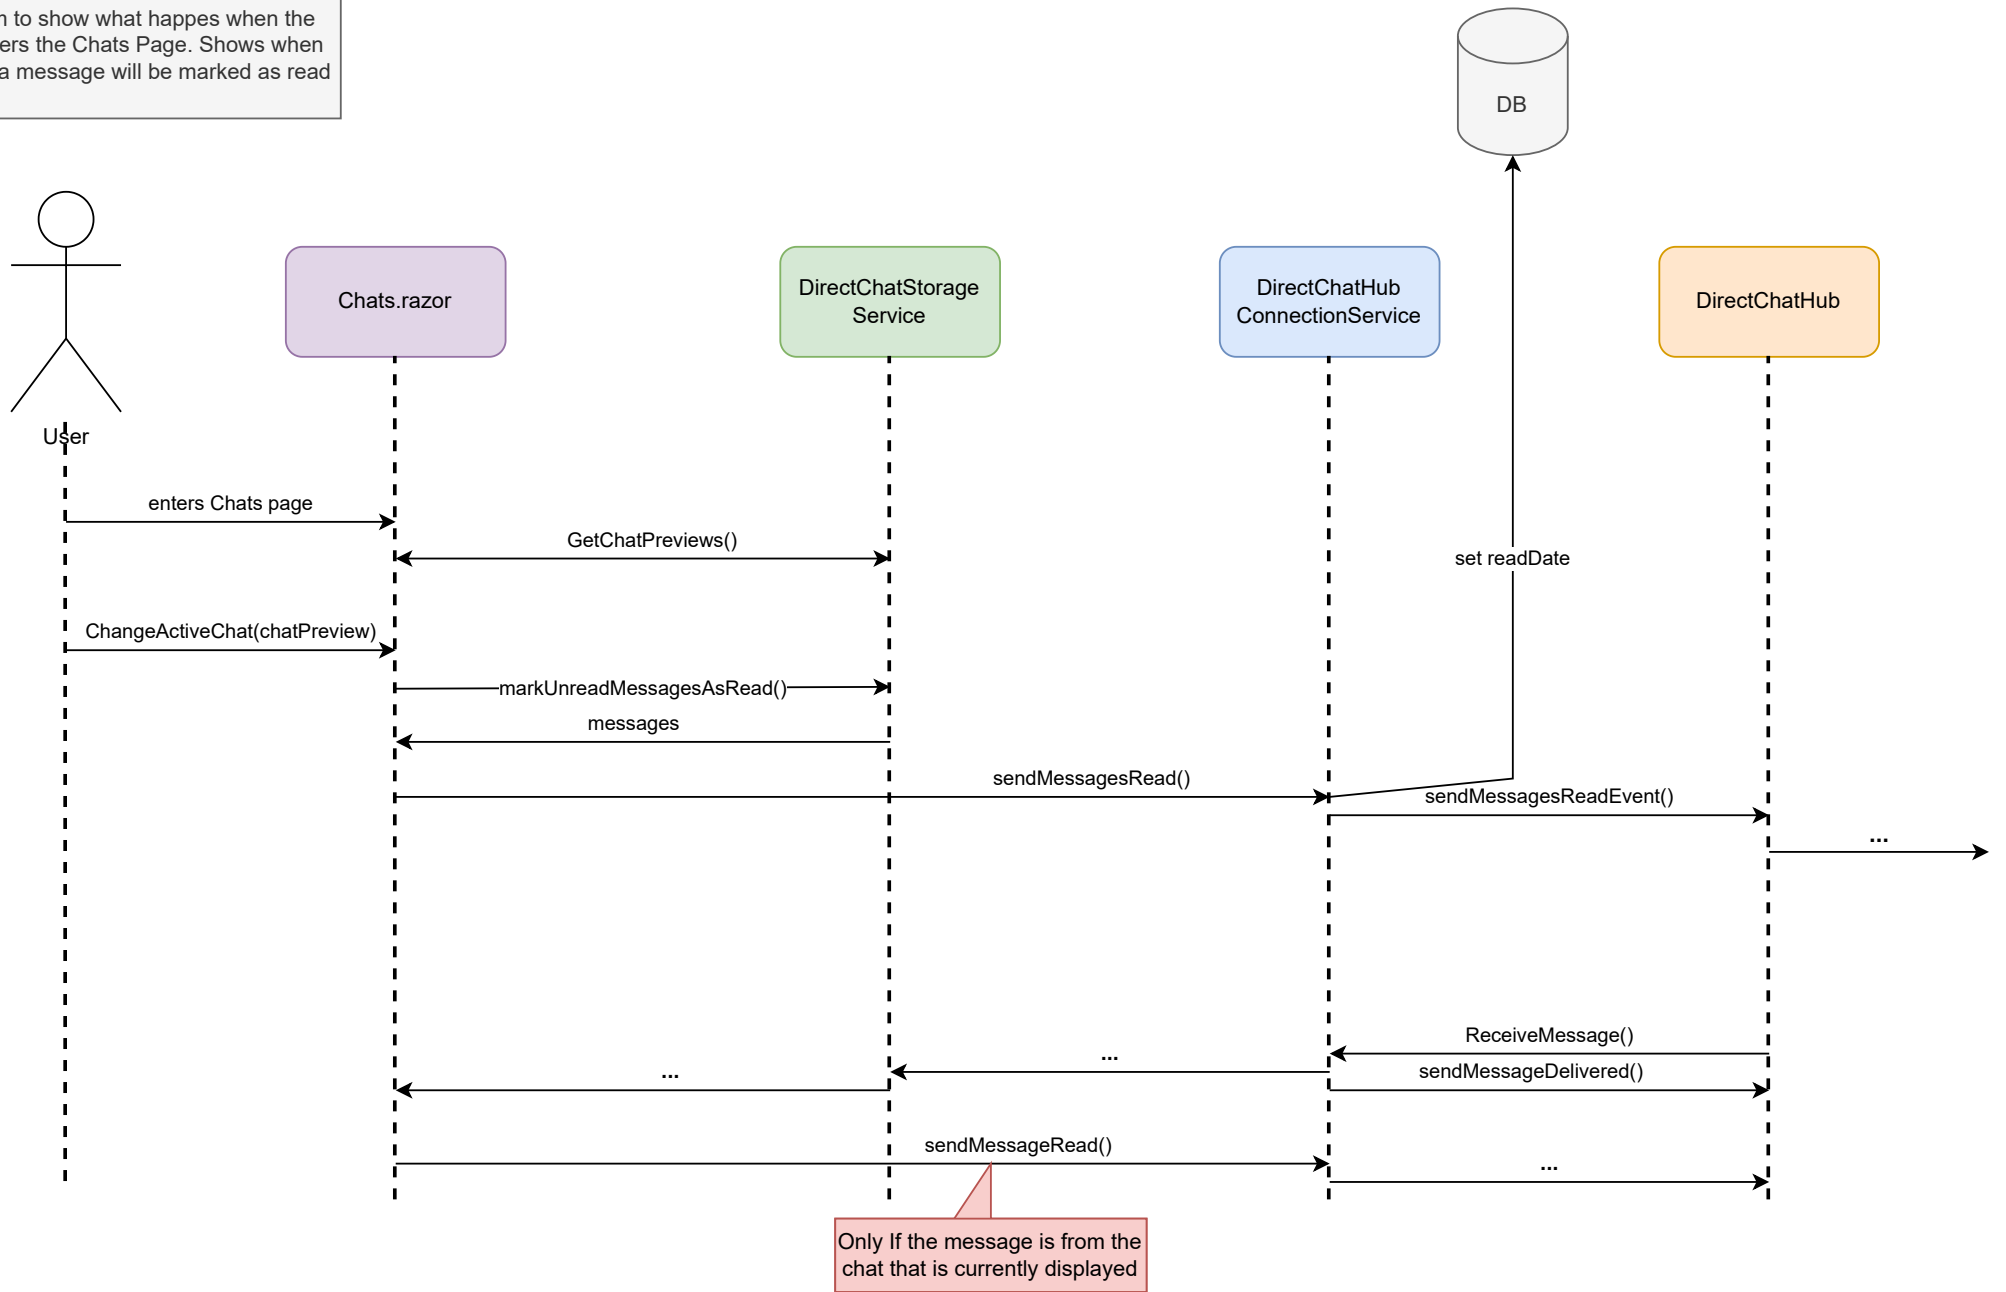 to show what happes when the
the Chats Page. Shows when
a message will be marked as read
DB
Chats.razor
DirectChatStorage
Service
DirectChatHub
ConnectionService
DirectChatHub
User
enters Chats page
GetChatPreviews()
set readDate
ChangeActiveChat(chatPreview)
markUnreadMessagesAsRead()
messages
sendMessagesRead()
sendMessagesReadEvent()
...
ReceiveMessage()
...
...
sendMessageDelivered()
sendMessageRead()
...
Only If the message is from the
chat that is currently displayed